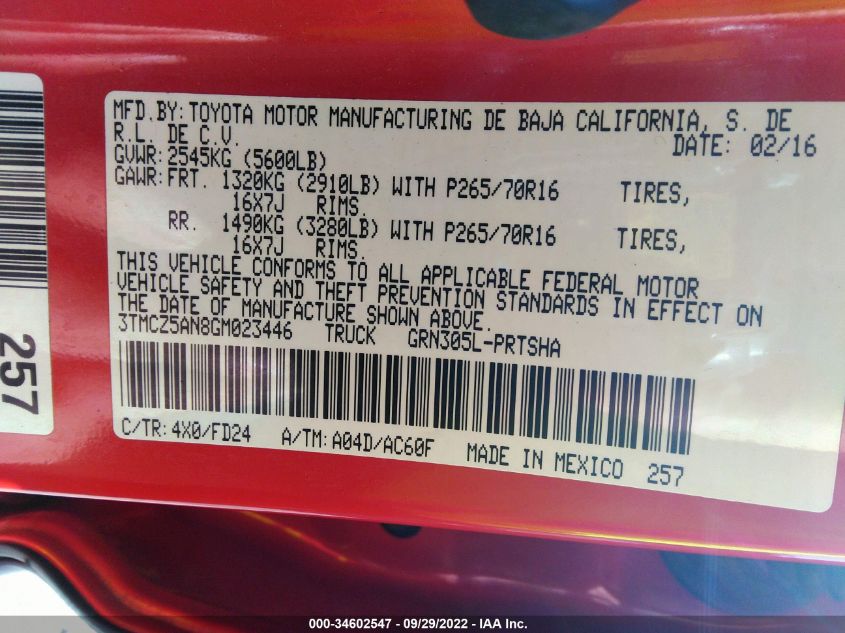 MFD.BY: TOYOTA MOTOR MANUFACTURING DE BAJA CALIFORNIA, S. DE
R.L. DE C.V. DATE: 02/16
GVWR: 2545KG (5600LB)
GAWR: FRT. 1320KG (2910LB) WITH P265/70R16 TIRES,
16X7J RIMS.
RR. 1490KG (3280LB) WITH P265/70R16 TIRES,
16X7J RIMS.
THIS VEHICLE CONFORMS TO ALL APPLICABLE FEDERAL MOTOR
VEHICLE SAFETY AND THEFT PREVENTION STANDARDS IN EFFECT ON
THE DATE OF MANUFACTURE SHOWN ABOVE.
3TMCZ5AN8GM023446 TRUCK GRN305L-PRTSHA
C/TR: 4X0/FD24 A/TM: A04D/AC60F MADE IN MEXICO 257
257
000-34602547 - 09/29/2022 - IAA Inc.